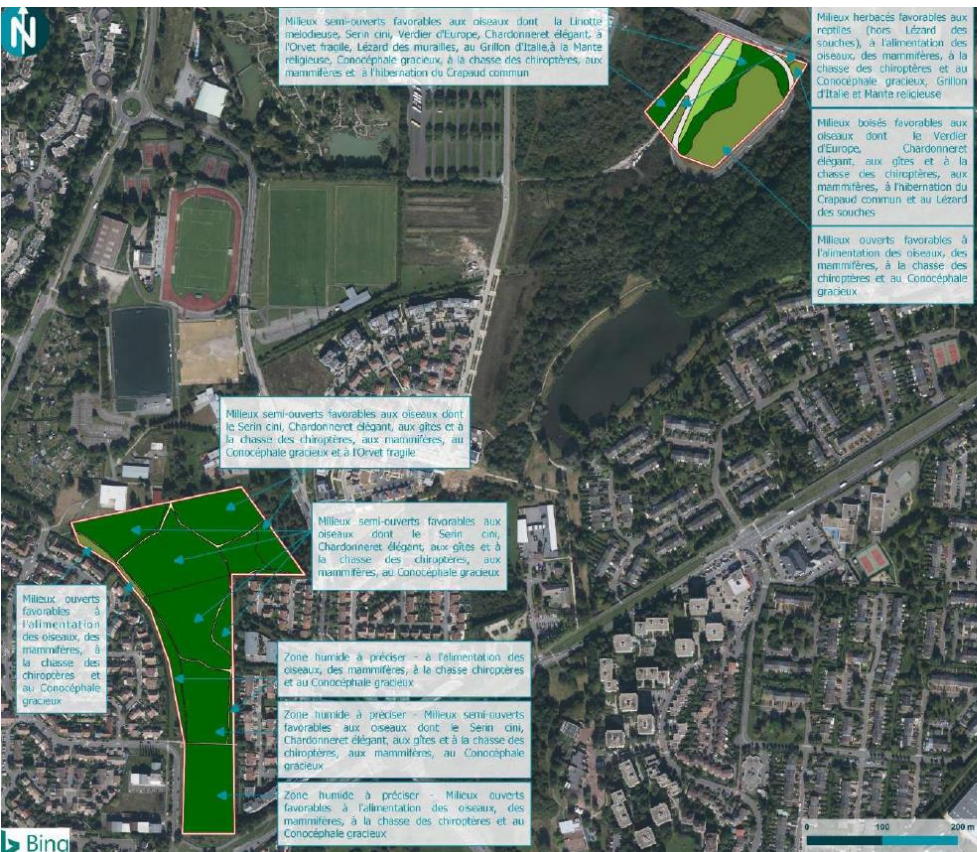 N
Milieux semi-ouverts favorables aux oiseaux dont la Linotte
mélodieuse, Serin cini, Verdier d'Europe, Chardonneret élégant, à
l'Orvet fragile, Lézard des murailles, au Grillon d'Italie,à la Mante
religieuse, Conocéphale gracieux, à la chasse des chiroptères, aux
mammifères et à l'hibernation du Crapaud commun
Milieux herbacés favorables aux
reptiles (hors Lézard des
souches), à l'alimentation des
oiseaux, des mammifères, à la
chasse des chiroptères et au
Conocéphale gracieux, Grillon
d'Italie et Mante religieuse
Milieux boisés favorables aux
oiseaux dont le Verdier
d'Europe, Chardonneret
élégant, aux gîtes et à la
chasse des chiroptères, aux
mammifères, à l'hibernation du
Crapaud commun et au Lézard
des souches
Milieux ouverts favorables à
l'alimentation des oiseaux, des
mammifères, à la chasse des
chiroptères et au Conocéphale
gracieux
Milieux semi-ouverts favorables aux oiseaux dont
le Serin cini, Chardonneret élégant, aux gîtes et à
la chasse des chiroptères, aux mammifères, au
Conocéphale gracieux et à l'Orvet fragile
Milieux semi-ouverts favorables aux
oiseaux dont le Serin cini,
Chardonneret élégant, aux gîtes et à
la chasse des chiroptères, aux
mammifères, au Conocéphale gracieux
Milieux ouverts
favorables à
l'alimentation
des oiseaux, des
mammifères, à
la chasse des
chiroptères et
au Conocéphale
gracieux
Zone humide à préciser - à l'alimentation des
oiseaux, des mammifères, à la chasse chiroptères
et au Conocéphale gracieux
Zone humide à préciser - Milieux semi-ouverts
favorables aux oiseaux dont le Serin cini,
Chardonneret élégant, aux gîtes et à la chasse des
chiroptères, aux mammifères, au Conocéphale
gracieux
Zone humide à préciser - Milieux ouverts
favorables à l'alimentation des oiseaux, des
mammifères, à la chasse des chiroptères et au
Conocéphale gracieux
0 100 200 m
Bing